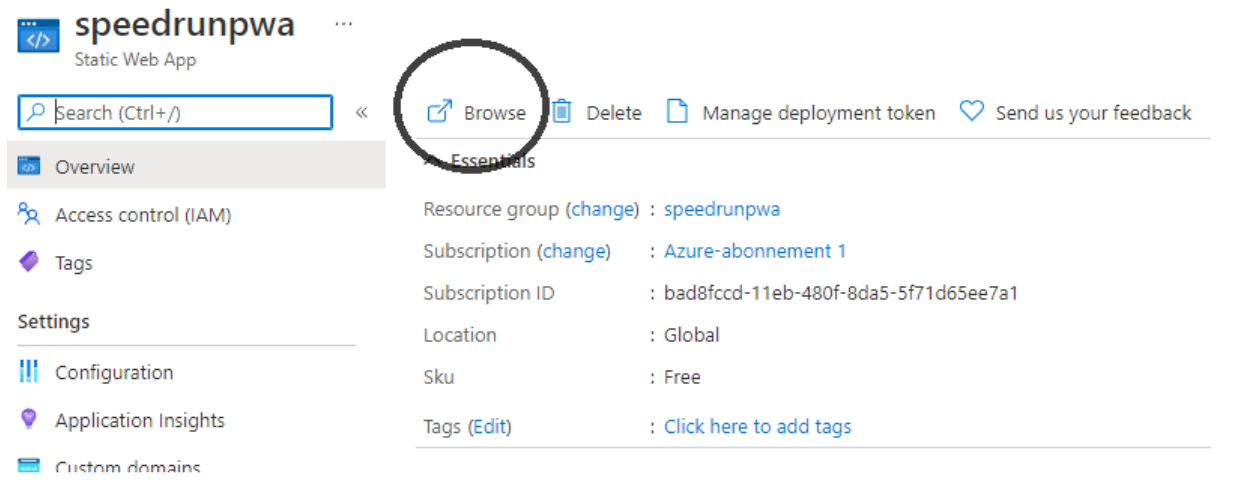 speedrunpwa ...
Static Web App
Search (Ctrl+/) «
Browse Delete Manage deployment token Send us your feedback
Overview
Access control (IAM)
Tags
Settings
Configuration
Application Insights
Custom domains
Essentials
Resource group (change) : speedrunpwa
Subscription (change) : Azure-abonnement 1
Subscription ID : bad8fccd-11eb-480f-8da5-5f71d65ee7a1
Location : Global
Sku : Free
Tags (Edit) : Click here to add tags